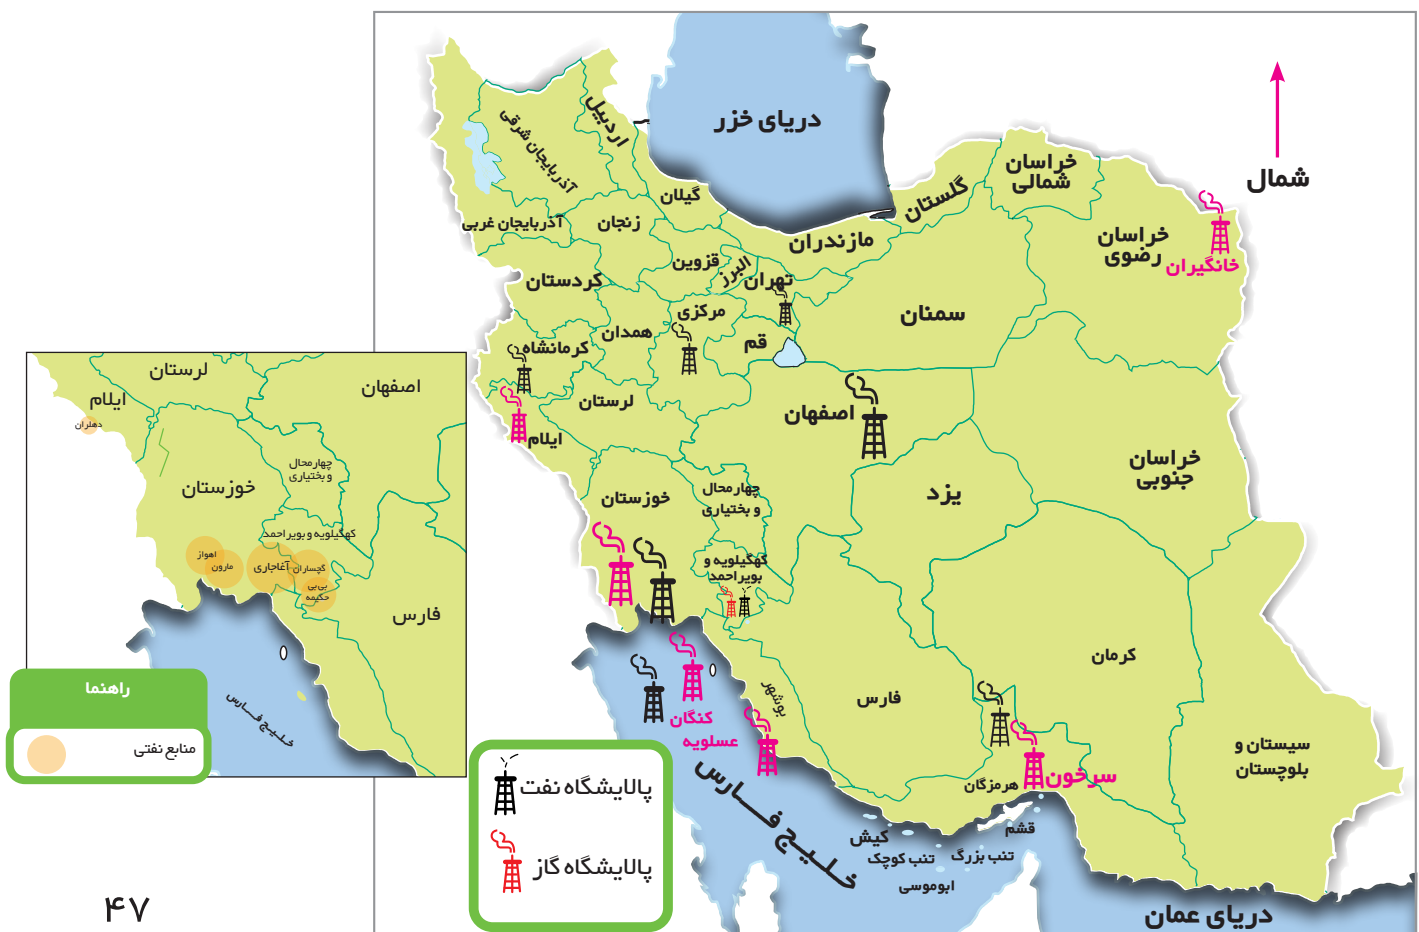 دریای خزر
شمال
اردبیل
آذربایجان شرقی
آذربایجان غربی
گیلان
زنجان
مازندران
گلستان
خراسان
شمالی
خراسان
رضوی
خانگیران
کردستان
قزوین
البرز
تهران
مرکزی
همدان
قم
سمنان
کرمانشاه
لرستان
ایلام
اصفهان
خراسان
جنوبی
یزد
خوزستان
چهارمحال
و بختیاری
کهگیلویه و
بویراحمد
کرمان
فارس
بوشهر
کنگان
عسلویه
سرخون
هرمزگان
سیستان و
بلوچستان
خلیج فارس
کیش
قشم
تنب بزرگ
تنب کوچک
ابوموسی
دریای عمان
پالایشگاه نفت
پالایشگاه گاز
لرستان
اصفهان
ایلام
دهلران
خوزستان
چهارمحال
و بختیاری
کهگیلویه و بویراحمد
اهواز
مارون
آغاجاری
گچساران
بی بی
حکیمه
فارس
خلیج فارس
راهنما
منابع نفتی
۴۷